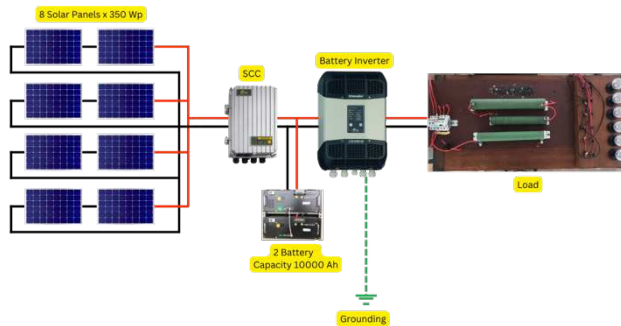 8 Solar Panels x 350 Wp
SCC
Battery Inverter
Load
2 Battery
Capacity 10000 Ah
Grounding